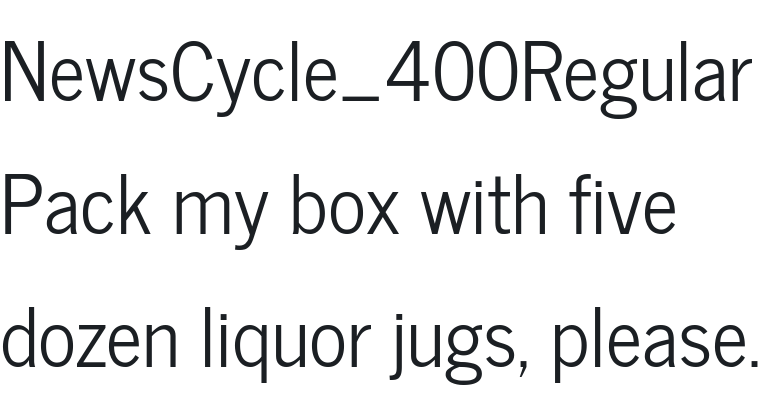 NewsCycle_400Regular
Pack my box with five
dozen liquor jugs, please.